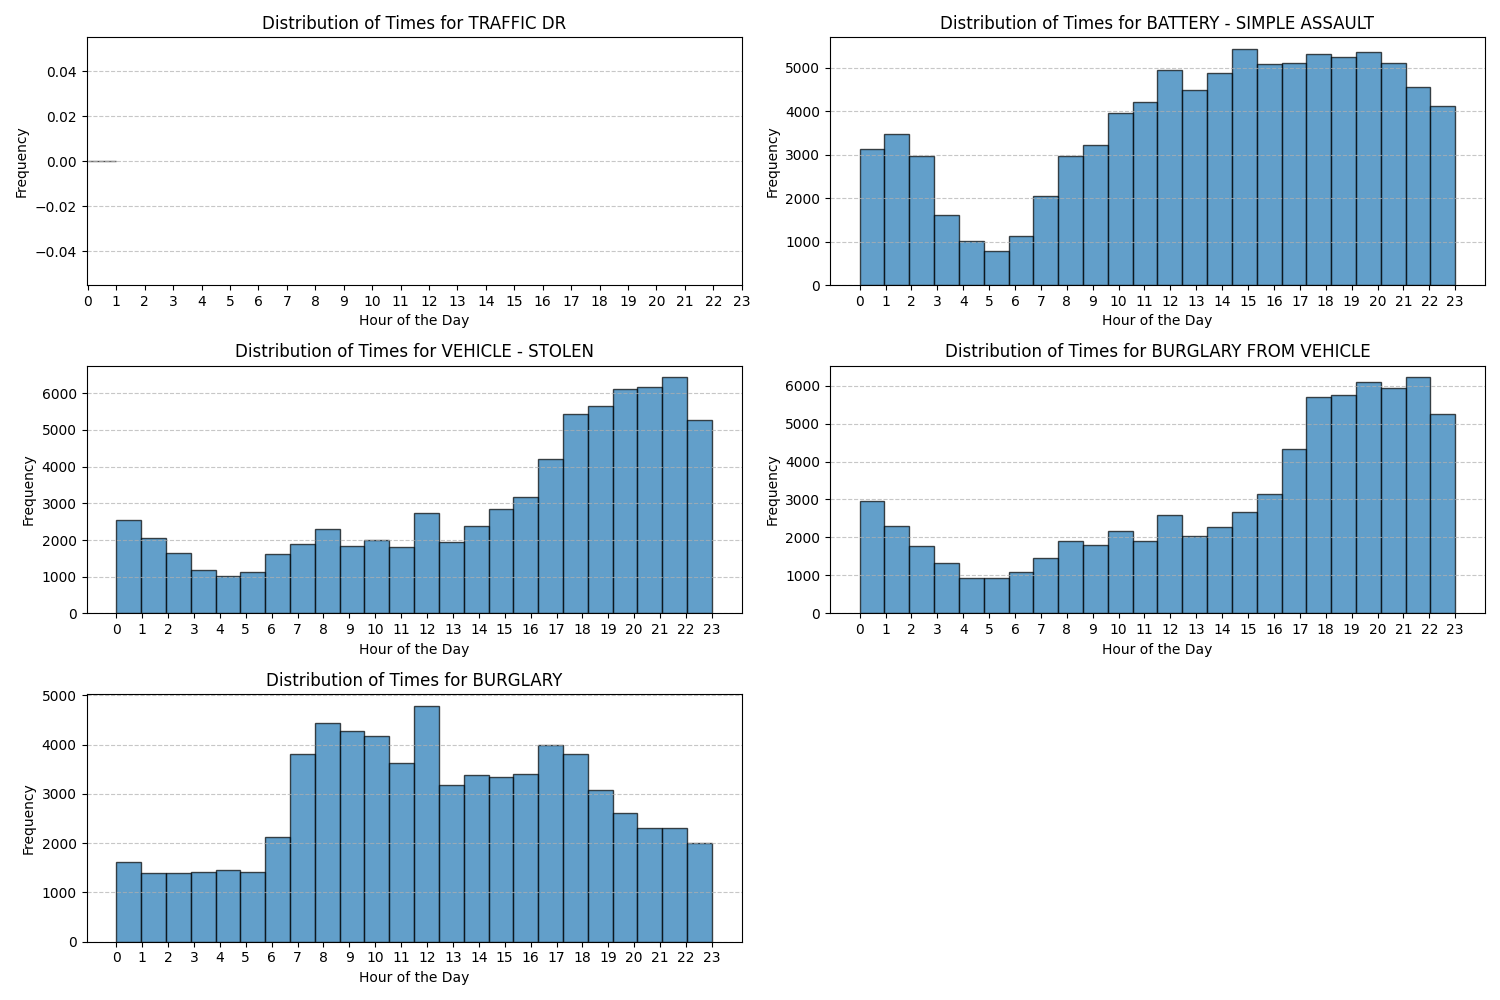 Distribution of Times for TRAFFIC DR
Frequency
0.04
0.02
0.00
−0.02
−0.04
0 1 2 3 4 5 6 7 8 9 10 11 12 13 14 15 16 17 18 19 20 21 22 23
Hour of the Day
Distribution of Times for BATTERY - SIMPLE ASSAULT
Frequency
5000
4000
3000
2000
1000
0
0 1 2 3 4 5 6 7 8 9 10 11 12 13 14 15 16 17 18 19 20 21 22 23
Hour of the Day
Distribution of Times for VEHICLE - STOLEN
Frequency
6000
5000
4000
3000
2000
1000
0
0 1 2 3 4 5 6 7 8 9 10 11 12 13 14 15 16 17 18 19 20 21 22 23
Hour of the Day
Distribution of Times for BURGLARY FROM VEHICLE
Frequency
6000
5000
4000
3000
2000
1000
0
0 1 2 3 4 5 6 7 8 9 10 11 12 13 14 15 16 17 18 19 20 21 22 23
Hour of the Day
Distribution of Times for BURGLARY
Frequency
5000
4000
3000
2000
1000
0
0 1 2 3 4 5 6 7 8 9 10 11 12 13 14 15 16 17 18 19 20 21 22 23
Hour of the Day